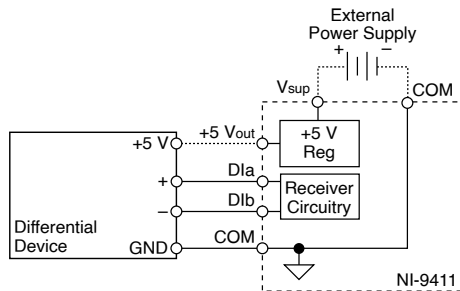 External
Power Supply
+ −
Vsup
COM
+5 V
+5 Vout
+5 V
Reg
+
DIa
Receiver
Circuitry
−
DIb
Differential
Device
GND
COM
NI-9411